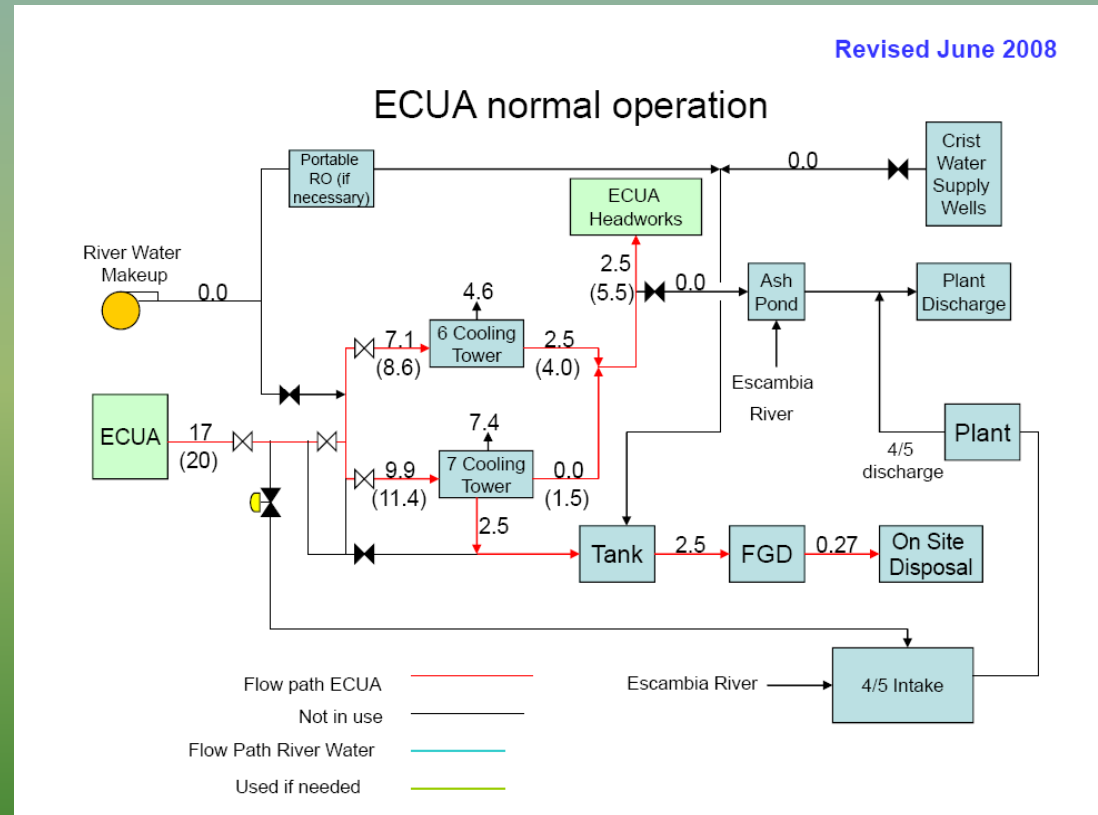 Revised June 2008
ECUA normal operation
Portable
RO (if
necessary)
0.0
Crist
Water
Supply
Wells
ECUA
Headworks
River Water
Makeup
0.0
2.5
(5.5)
0.0
Ash
Pond
Plant
Discharge
4.6
6 Cooling
Tower
7.1
(8.6)
2.5
(4.0)
Escambia
River
ECUA
17
(20)
7.4
7 Cooling
Tower
9.9
(11.4)
0.0
(1.5)
4/5
discharge
Plant
2.5
Tank
2.5
FGD
0.27
On Site
Disposal
Flow path ECUA
Escambia River
4/5 Intake
Not in use
Flow Path River Water
Used if needed